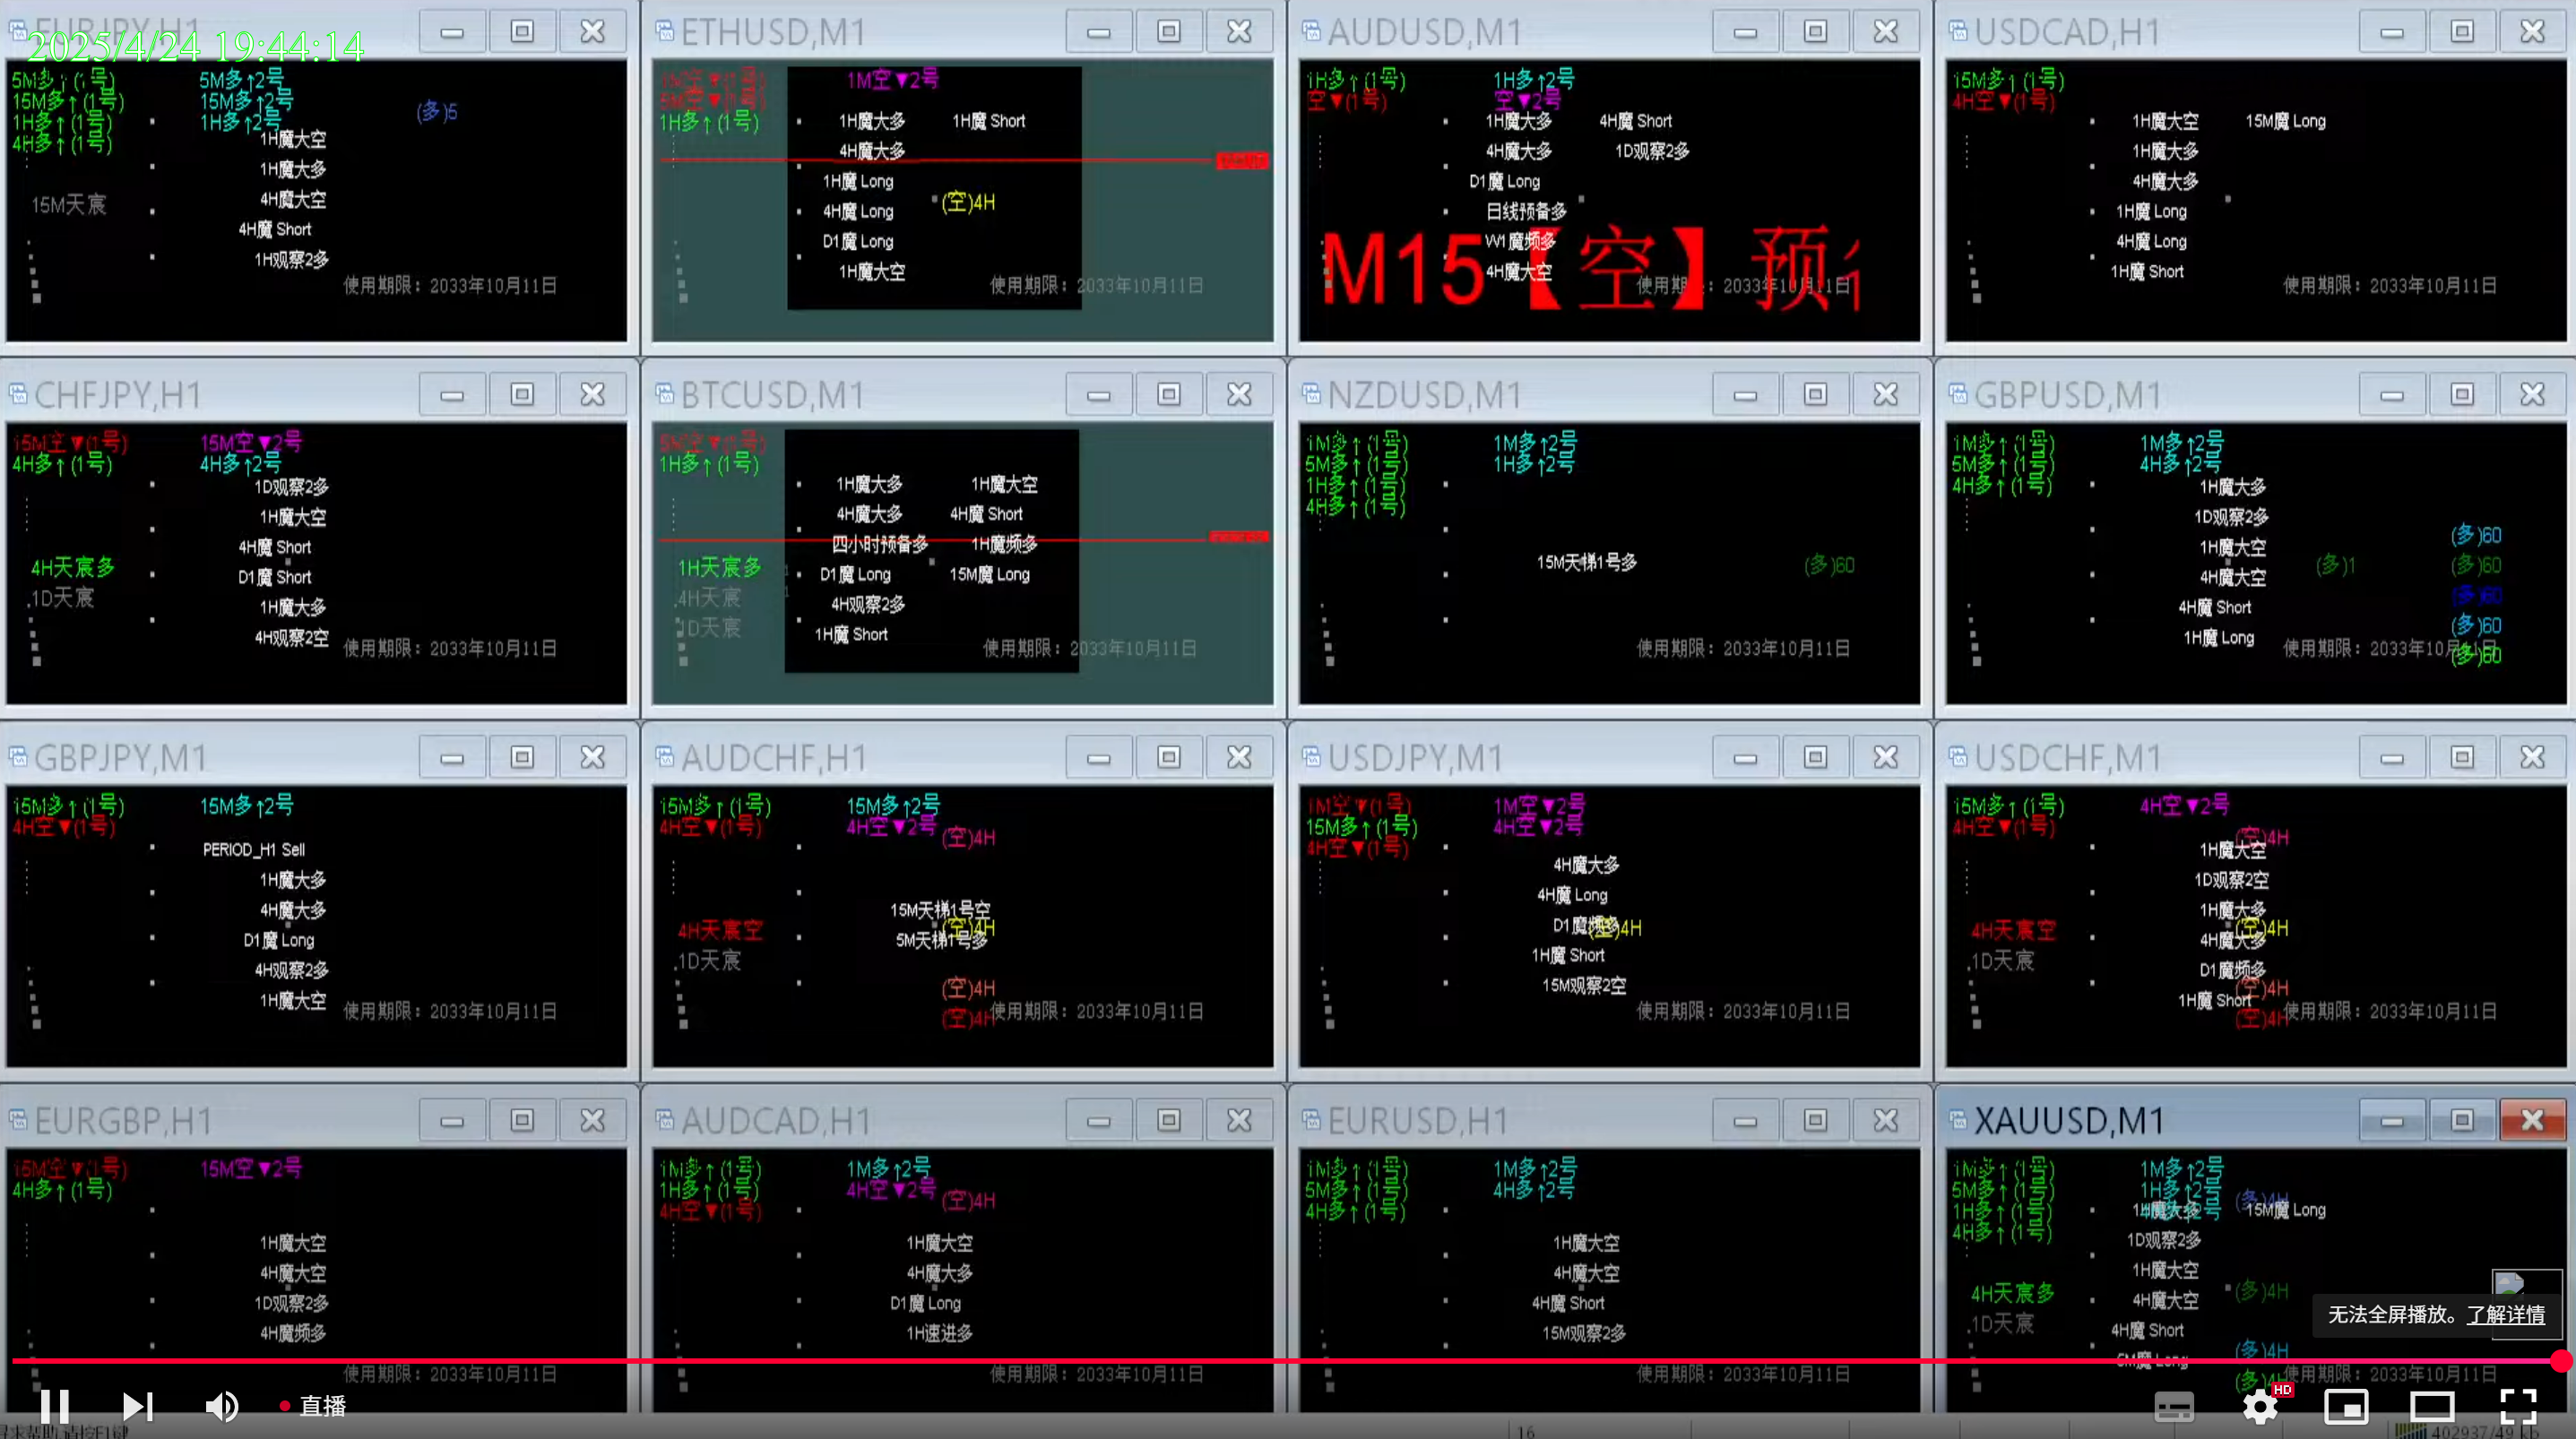 EURJPY,H1
2025/4/24 19:44:14
5M多↑(1号) 5M多↑2号
15M多↑(1号) 15M多↑2号 (多)5
1H多↑(1号) 1H多↑2号
4H多↑(1号) 1H魔大空
1H魔大多
4H魔大空
15M天宸
4H魔 Short
1H观察2多
使用期限：2033年10月11日
ETHUSD,M1
1M空▼2号
5M空▼(1号)
1H多↑(1号) 1H魔大多 1H魔 Short
4H魔大多
1H魔 Long
4H魔 Long (空)4H
D1魔 Long
1H魔大空
使用期限：2033年10月11日
AUDUSD,M1
1H多↑(1号) 1H多↑2号
空▼(1号) 空▼2号
1H魔大多 4H魔 Short
4H魔大多 1D观察2多
D1魔 Long
日线预备多
W1魔频多
M15【空】预
4H魔大空
2033年10月11日
USDCAD,H1
15M多↑(1号)
4H空▼(1号)
1H魔大空 15M魔 Long
1H魔大多
4H魔大多
1H魔 Long
4H魔 Long
1H魔 Short
使用期限：2033年10月11日
CHFJPY,H1
15M空▼(1号) 15M空▼2号
4H多↑(1号) 4H多↑2号
1D观察2多
1H魔大空
4H魔 Short
4H天宸多
D1魔 Short
1D天宸
1H魔大多
4H观察2空
使用期限：2033年10月11日
BTCUSD,M1
5M空▼(1号)
1H多↑(1号)
1H魔大多 1H魔大空
4H魔大多 4H魔 Short
四小时预备多 1H魔频多
1H天宸多 D1魔 Long 15M魔 Long
4H天宸 4H观察2多
1D天宸 1H魔 Short
使用期限：2033年10月11日
NZDUSD,M1
1M多↑(1号) 1M多↑2号
5M多↑(1号) 1H多↑2号
1H多↑(1号)
4H多↑(1号)
15M天梯1号多 (多)60
使用期限：2033年10月11日
GBPUSD,M1
1M多↑(1号) 1M多↑2号
5M多↑(1号) 4H多↑2号
4H多↑(1号) 1H魔大多
1D观察2多
1H魔大空 (多)60
4H魔大空 (多)1 (多)60
(多)60
4H魔 Short (多)60
1H魔 Long
使用期限：2033年10月11日
(多)60
GBPJPY,M1
15M多↑(1号) 15M多↑2号
4H空▼(1号)
PERIOD_H1 Sell
1H魔大多
4H魔大多
D1魔 Long
4H观察2多
1H魔大空
使用期限：2033年10月11日
AUDCHF,H1
15M多↑(1号) 15M多↑2号
4H空▼(1号) 4H空▼2号 (空)4H
15M天梯1号空
4H天宸空 (空)4H
5M天梯1号多
1D天宸
(空)4H
(空)4H
使用期限：2033年10月11日
USDJPY,M1
1M空▼(1号) 1M空▼2号
15M多↑(1号) 4H空▼2号
4H空▼(1号)
4H魔大多
4H魔 Long
D1魔频多 (空)4H
1H魔 Short
15M观察2空
使用期限：2033年10月11日
USDCHF,M1
15M多↑(1号) 4H空▼2号
4H空▼(1号) (空)4H
1H魔大空
1D观察2空
1H魔大多
4H天宸空 (空)4H
4H魔大多
1D天宸 D1魔频多
(空)4H
1H魔 Short
(空)4H
使用期限：2033年10月11日
EURGBP,H1
15M空▼(1号) 15M空▼2号
4H多↑(1号)
1H魔大空
4H魔大空
1D观察2多
4H魔频多
使用期限：2033年10月11日
AUDCAD,H1
1M多↑(1号) 1M多↑2号
1H多↑(1号) 4H空▼2号 (空)4H
4H空▼(1号)
1H魔大空
4H魔大多
D1魔 Long
1H速进多
使用期限：2033年10月11日
EURUSD,H1
1M多↑(1号) 1M多↑2号
5M多↑(1号) 4H多↑2号
4H多↑(1号)
1H魔大空
4H魔大空
4H魔 Short
15M观察2多
使用期限：2033年10月11日
XAUUSD,M1
1M多↑(1号) 1M多↑2号
5M多↑(1号) 1H多↑2号 (多)4H
1H多↑(1号) 15M魔 Long
4H多↑(1号) 1D观察2多
1H魔大空
4H天宸多 4H魔大空 (多)4H
1D天宸
4H魔 Short
(多)4H
5M魔 Long
使用期限：2033年10月11日
无法全屏播放。了解详情
直播
HD
16
402937/49 kb